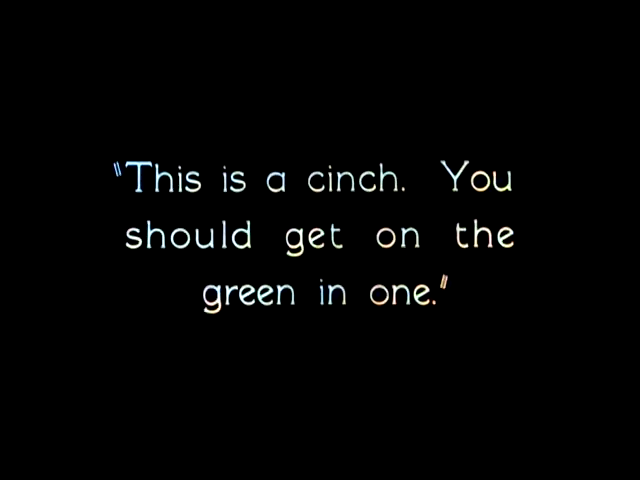 "This is a cinch. You
should get on the
green in one."